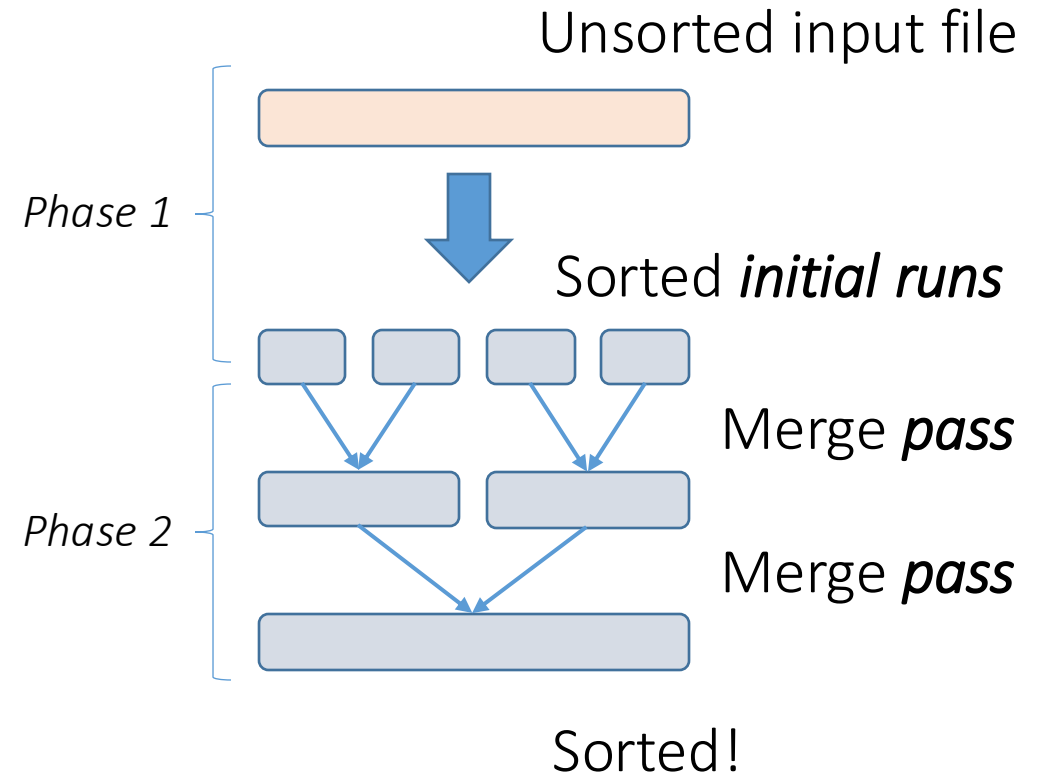 Unsorted input file
Phase 1
Sorted initial runs
Merge pass
Phase 2
Merge pass
Sorted!